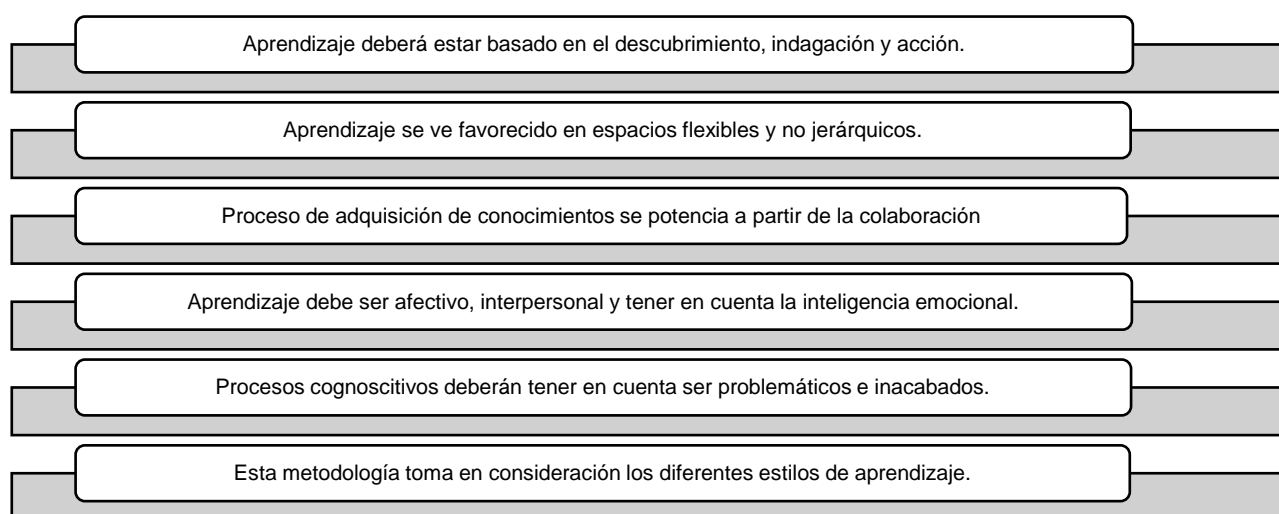 Aprendizaje deberá estar basado en el descubrimiento, indagación y acción.
Aprendizaje se ve favorecido en espacios flexibles y no jerárquicos.
Proceso de adquisición de conocimientos se potencia a partir de la colaboración
Aprendizaje debe ser afectivo, interpersonal y tener en cuenta la inteligencia emocional.
Procesos cognoscitivos deberán tener en cuenta ser problemáticos e inacabados.
Esta metodología toma en consideración los diferentes estilos de aprendizaje.